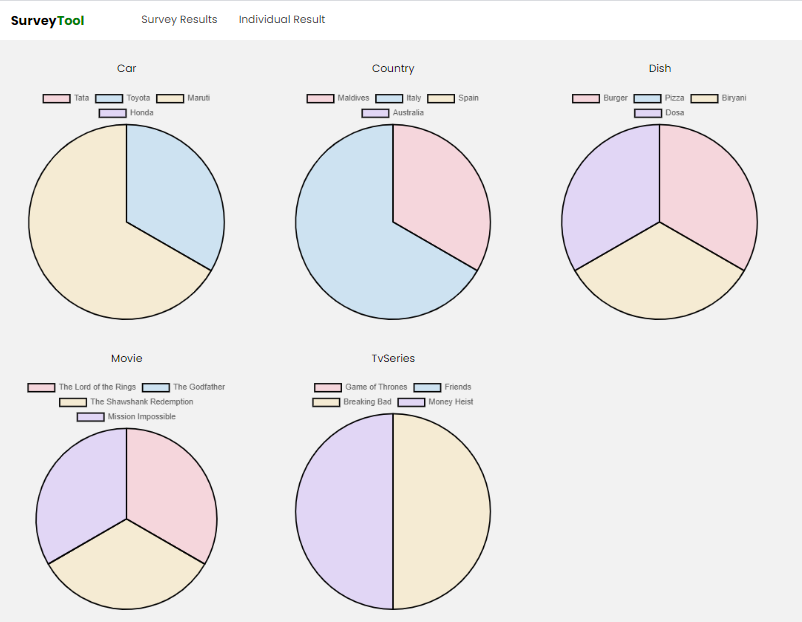 SurveyTool Survey Results Individual Result
Car
Tata Toyota Maruti
Honda
Country
Maldives Italy Spain
Australia
Dish
Burger Pizza Biryani
Dosa
Movie
The Lord of the Rings The Godfather
The Shawshank Redemption
Mission Impossible
TvSeries
Game of Thrones Friends
Breaking Bad Money Heist